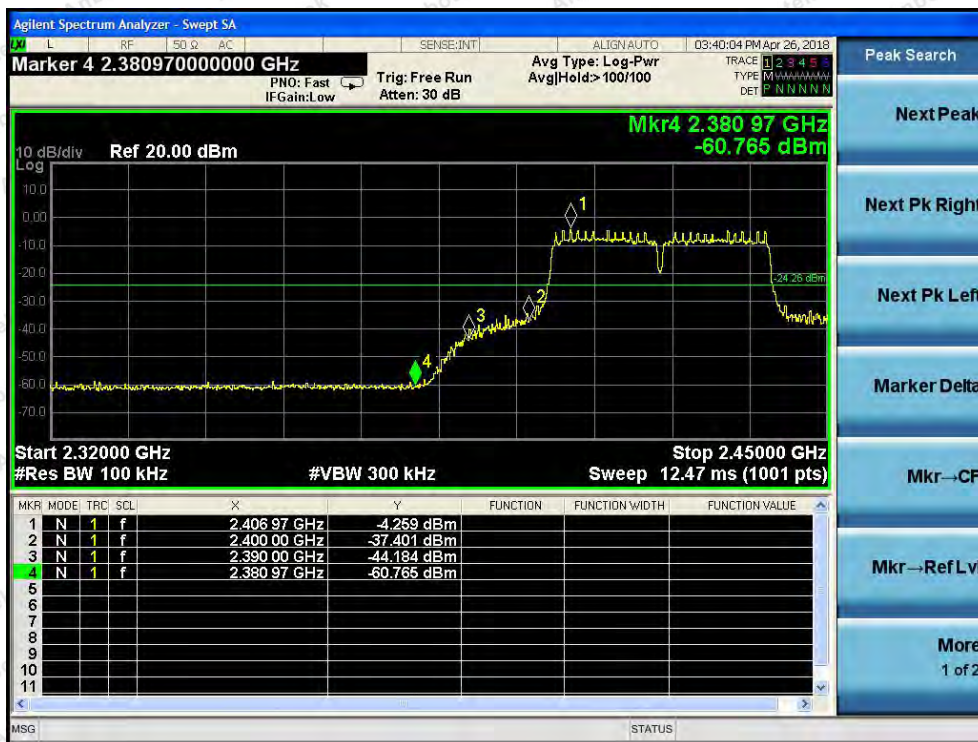 Agilent Spectrum Analyzer - Swept SA
LXI L RF 50 Ω AC SENSE:INT ALIGN AUTO 03:40:04 PM Apr 26, 2018
Marker 4 2.380970000000 GHz
PNO: Fast
IFGain:Low
Trig: Free Run
Atten: 30 dB
Avg Type: Log-Pwr
Avg|Hold:> 100/100
TRACE 1 2 3 4 5 6
TYPE M
DET P N N N N N
Mkr4 2.380 97 GHz
-60.765 dBm
10 dB/div Ref 20.00 dBm
Log
10.0
0.00
-10.0
-20.0
-30.0
-40.0
-50.0
-60.0
-70.0
1
-24.26 dBm
2
3
4
Start 2.32000 GHz Stop 2.45000 GHz
#Res BW 100 kHz #VBW 300 kHz Sweep 12.47 ms (1001 pts)
MKR MODE TRC SCL X Y FUNCTION FUNCTION WIDTH FUNCTION VALUE
1 N 1 f 2.406 97 GHz -4.259 dBm
2 N 1 f 2.400 00 GHz -37.401 dBm
3 N 1 f 2.390 00 GHz -44.184 dBm
4 N 1 f 2.380 97 GHz -60.765 dBm
5
6
7
8
9
10
11
MSG STATUS
Peak Search
Next Peak
Next Pk Right
Next Pk Left
Marker Delta
Mkr→CF
Mkr→Ref Lvl
More
1 of 2